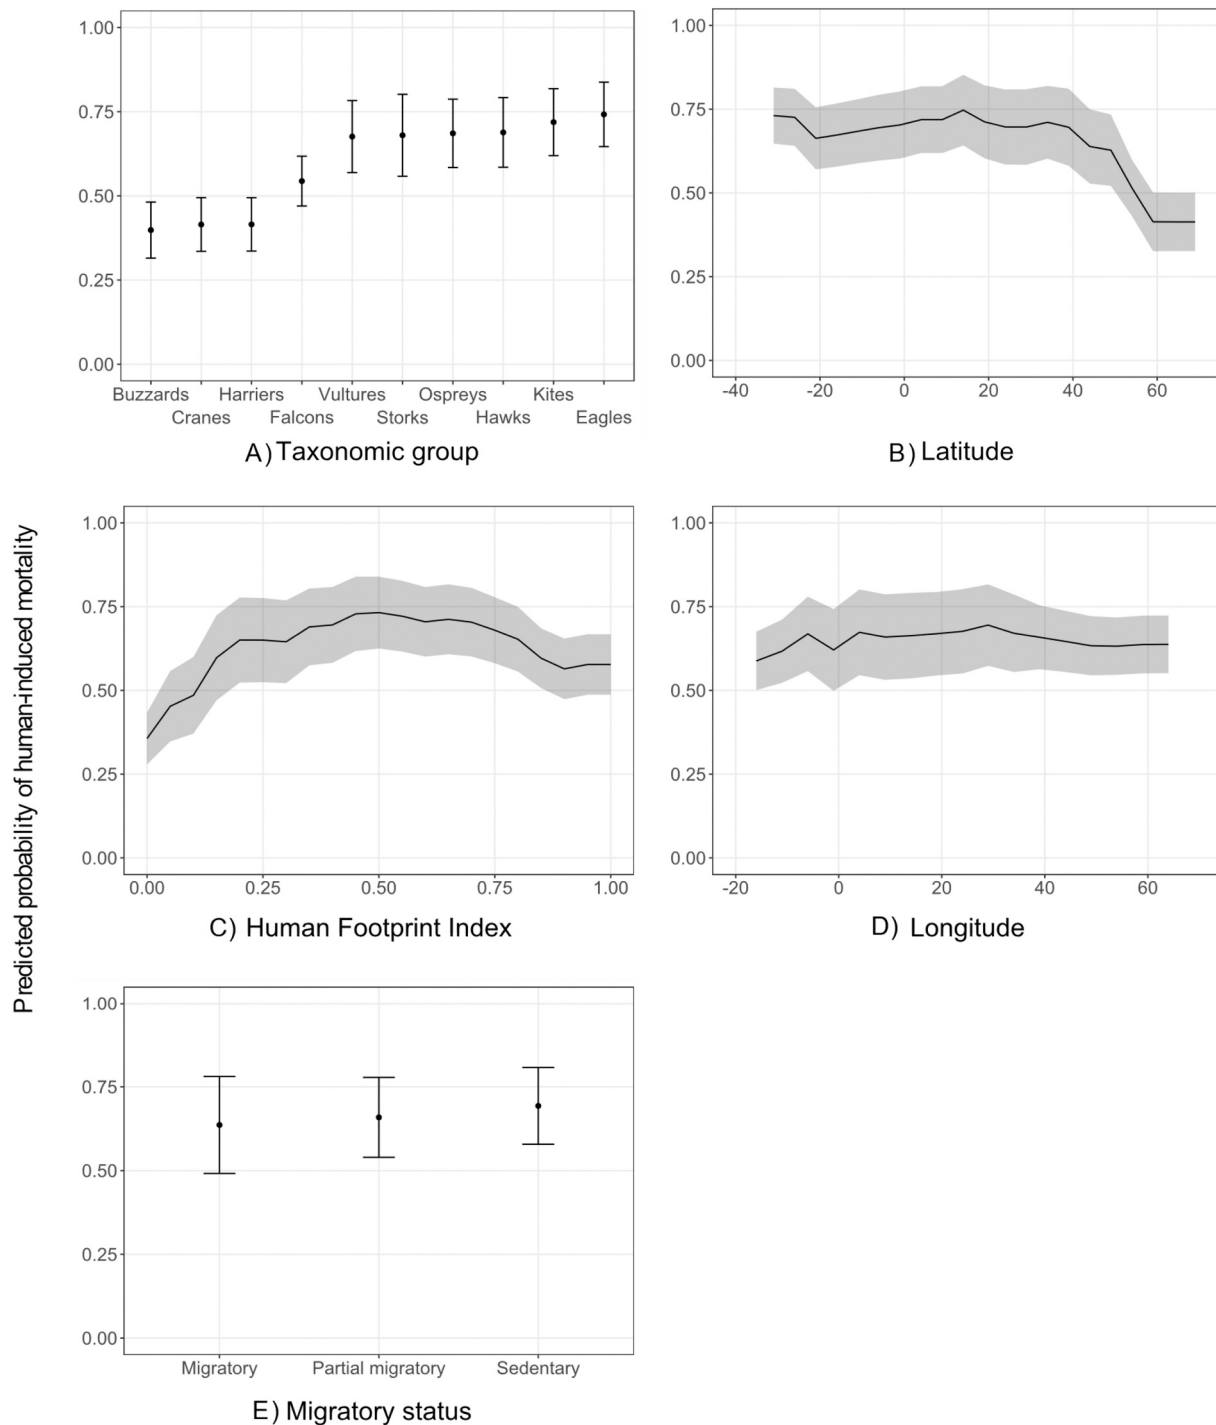 1.00
0.75
0.50
0.25
0.00
Buzzards Harriers Vultures Ospreys Kites
Cranes Falcons Storks Hawks Eagles
A) Taxonomic group
1.00
0.75
0.50
0.25
0.00
-40 -20 0 20 40 60
B) Latitude
Predicted probability of human-induced mortality
1.00
0.75
0.50
0.25
0.00
0.00 0.25 0.50 0.75 1.00
C) Human Footprint Index
1.00
0.75
0.50
0.25
0.00
-20 0 20 40 60
D) Longitude
1.00
0.75
0.50
0.25
0.00
Migratory Partial migratory Sedentary
E) Migratory status